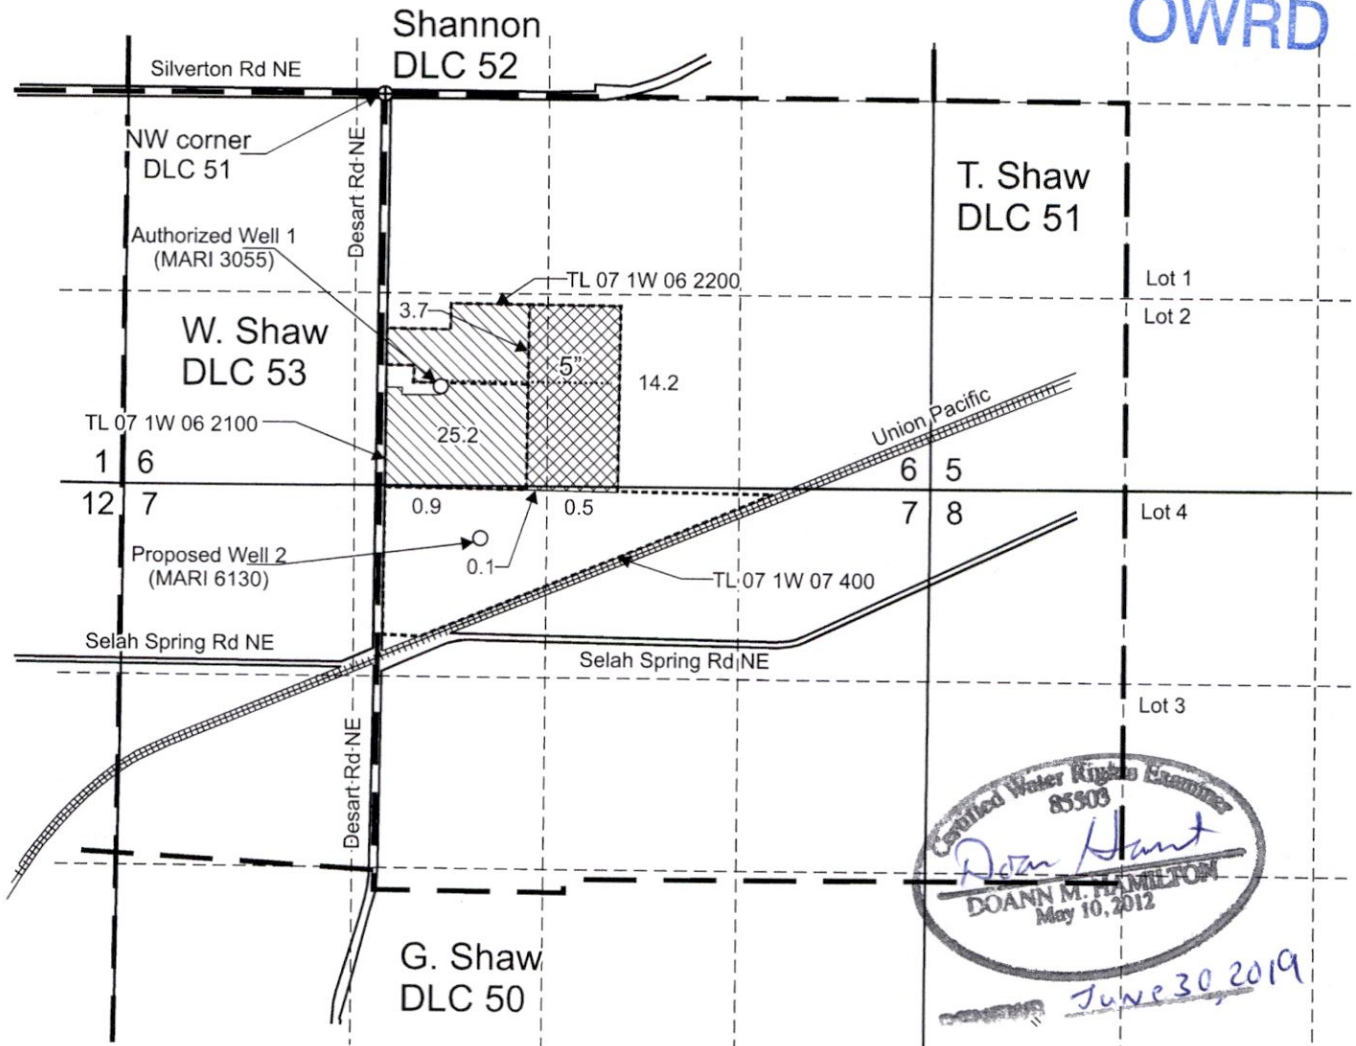 OWRD
Shannon
DLC 52
Silverton Rd NE
NW corner
DLC 51
Desart Rd NE
T. Shaw
DLC 51
Authorized Well 1
(MARI 3055)
TL 07 1W 06 2200
Lot 1
3.7
Lot 2
W. Shaw
DLC 53
5"
14.2
TL 07 1W 06 2100
25.2
Union Pacific
1 6
6 5
12 7
7 8
0.9
0.5
Lot 4
Proposed Well 2
(MARI 6130)
0.1
TL 07 1W 07 400
Selah Spring Rd NE
Selah Spring Rd NE
Lot 3
Desart Rd NE
Certified Water Rights Examiner
85503
DOANN M. HAMILTON
May 10, 2012
G. Shaw
DLC 50
June 30, 2019